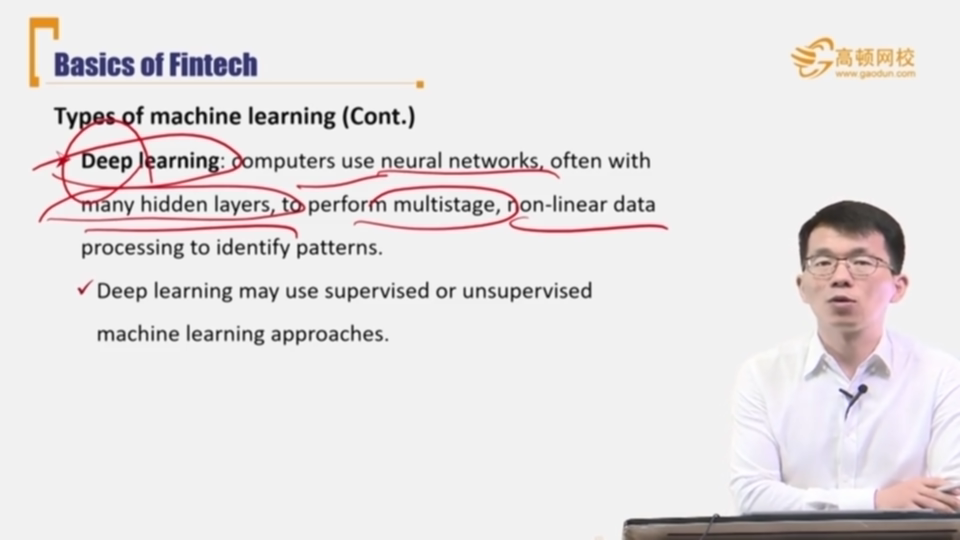 Basics of Fintech
高顿网校
www.gaodun.com
Types of machine learning (Cont.)
Deep learning: computers use neural networks, often with
many hidden layers, to perform multistage, non-linear data
processing to identify patterns.
Deep learning may use supervised or unsupervised
machine learning approaches.